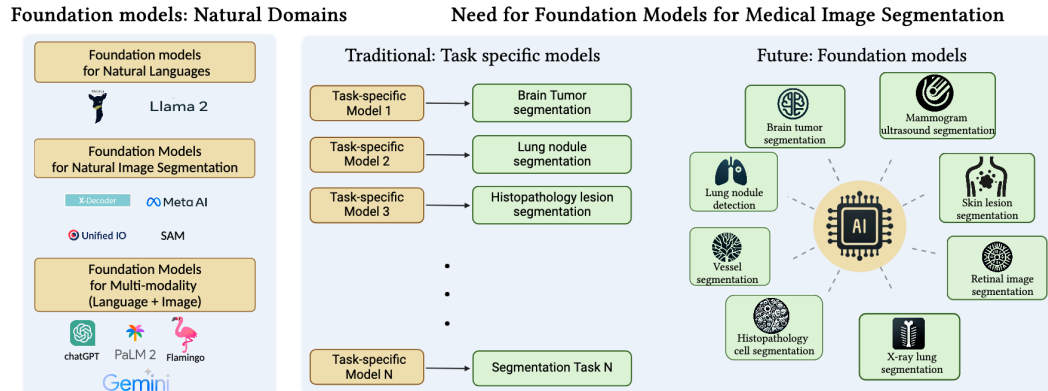 Foundation models: Natural Domains
Need for Foundation Models for Medical Image Segmentation
Foundation models
for Natural Languages
Llama 2
Foundation Models
for Natural Image Segmentation
X-Decoder
Meta AI
Unified IO
SAM
Foundation Models
for Multi-modality
(Language + Image)
chatGPT
PaLM 2
Flamingo
Gemini
Traditional: Task specific models
Task-specific
Model 1
Brain Tumor
segmentation
Task-specific
Model 2
Lung nodule
segmentation
Task-specific
Model 3
Histopathology lesion
segmentation
Task-specific
Model N
Segmentation Task N
Future: Foundation models
Brain tumor
segmentation
Mammogram
ultrasound segmentation
Lung nodule
detection
Skin lesion
segmentation
AI
Vessel
segmentation
Retinal image
segmentation
Histopathology
cell segmentation
X-ray lung
segmentation